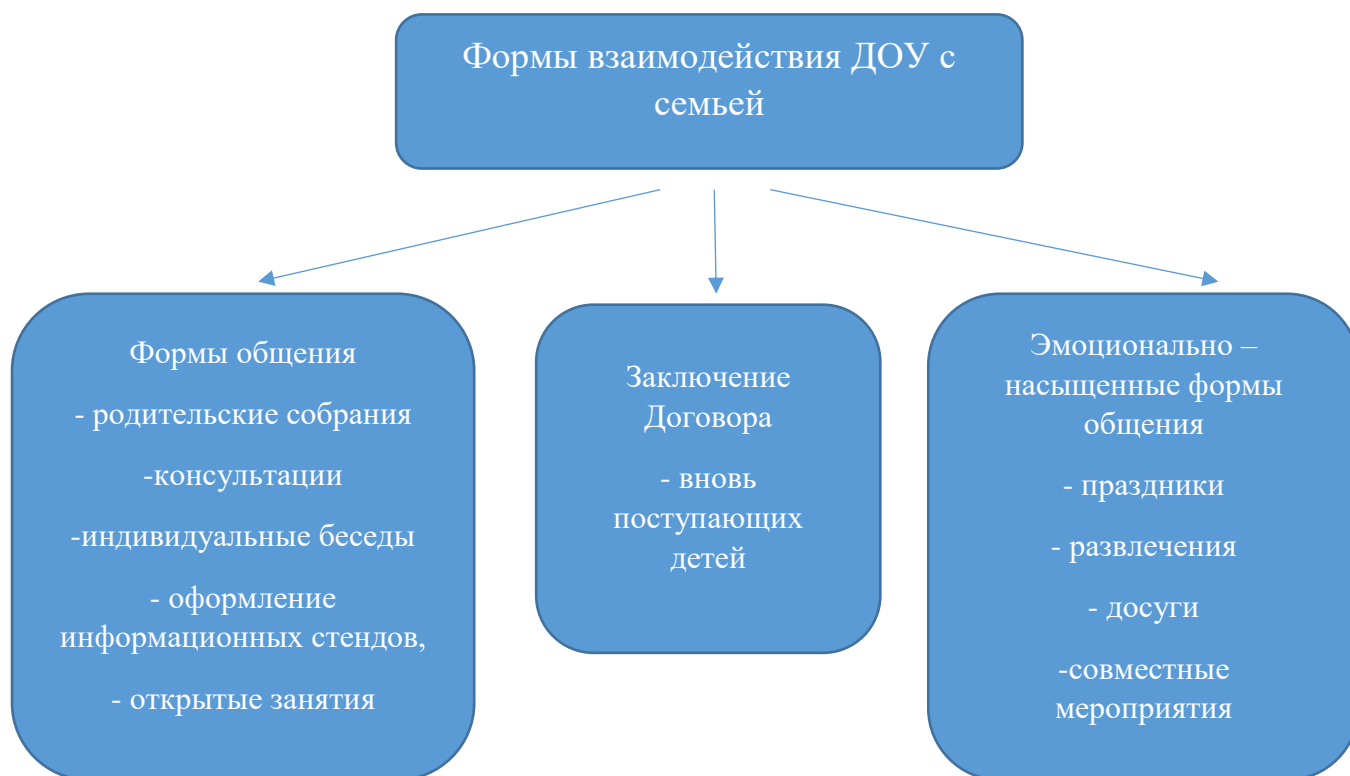 Формы взаимодействия ДОУ с
семьей
Формы общения
- родительские собрания
-консультации
-индивидуальные беседы
- оформление
информационных стендов,
- открытые занятия
Заключение
Договора
- вновь
поступающих
детей
Эмоционально –
насыщенные формы
общения
- праздники
- развлечения
- досуги
-совместные
мероприятия